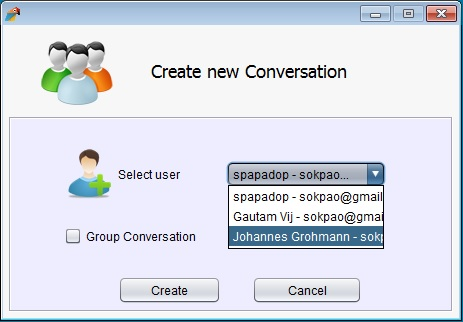 Create new Conversation
Select user
spapadop - sokpao...
spapadop - sokpao@gmail
Gautam Vij - sokpao@gmai
Group Conversation
Johannes Grohmann - sokp
Create
Cancel